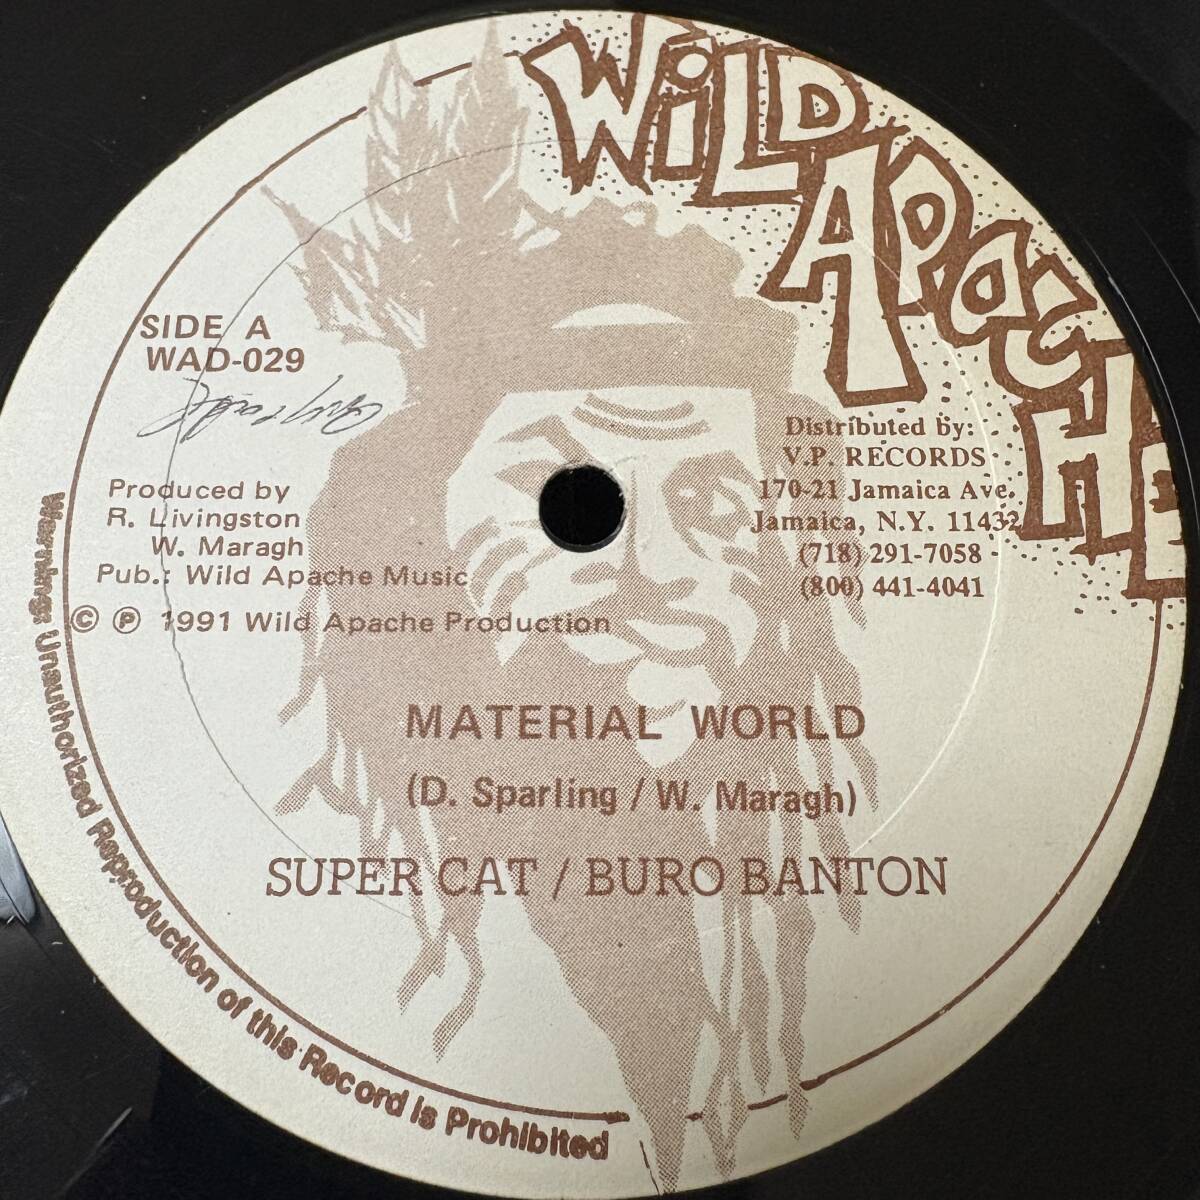 WILD APACHE
SIDE A
WAD-029
Produced by
R. Livingston
W. Maragh
Pub.: Wild Apache Music
© ℗ 1991 Wild Apache Production
Distributed by:
V.P. RECORDS
170-21 Jamaica Ave.
Jamaica, N.Y. 11432
(718) 291-7058
(800) 441-4041
MATERIAL WORLD
(D. Sparling / W. Maragh)
SUPER CAT / BURO BANTON
Warning: Unauthorized Reproduction of this Record is Prohibited